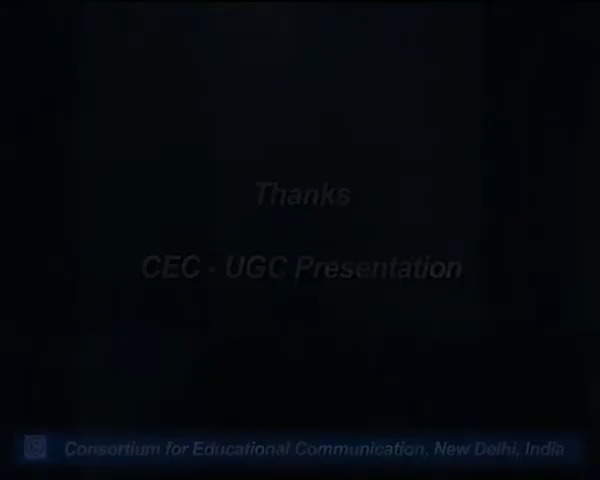 Thanks
CEC - UGC Presentation
Consortium for Educational Communication, New Delhi, India